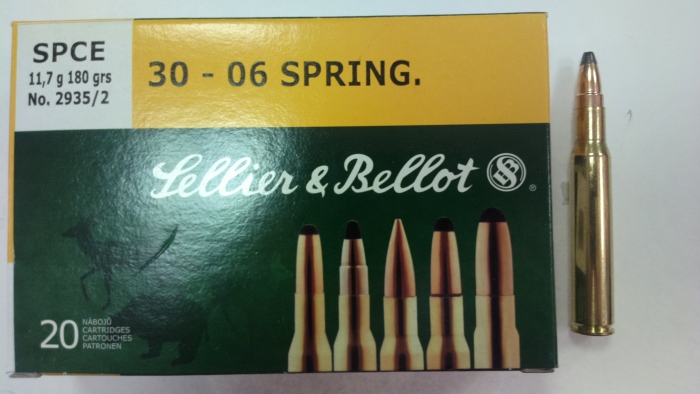 SPCE
11,7 g 180 grs
No. 2935/2
30 - 06 SPRING.
Sellier & Bellot
®
20
NÁBOJŮ
CARTRIDGES
CARTOUCHES
PATRONEN